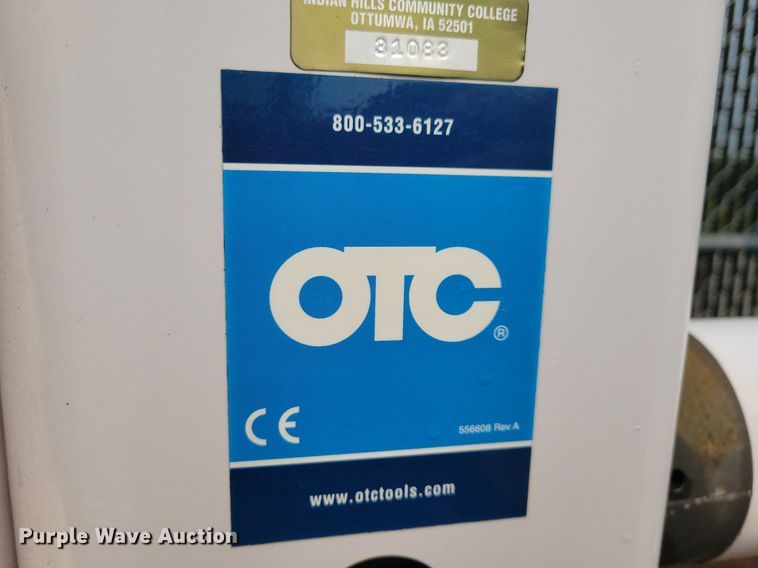 INDIAN HILLS COMMUNITY COLLEGE
OTTUMWA, IA 52501
31083
800-533-6127
OTC®
CE
556608 Rev A
www.otctools.com
Purple Wave Auction